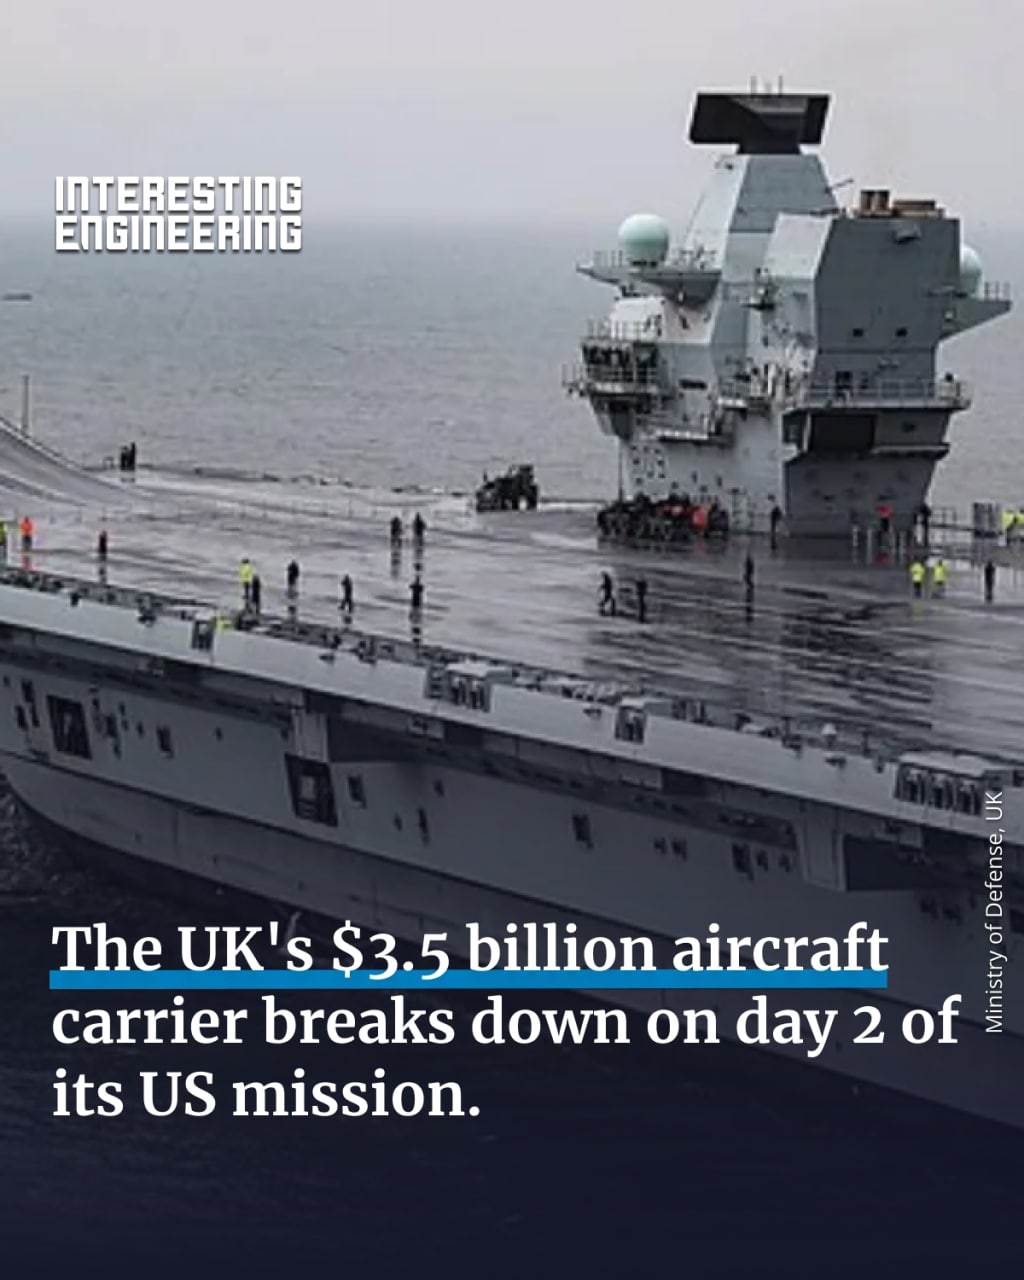 INTERESTING
ENGINEERING
The UK's $3.5 billion aircraft
carrier breaks down on day 2 of
its US mission.
Ministry of Defense, UK